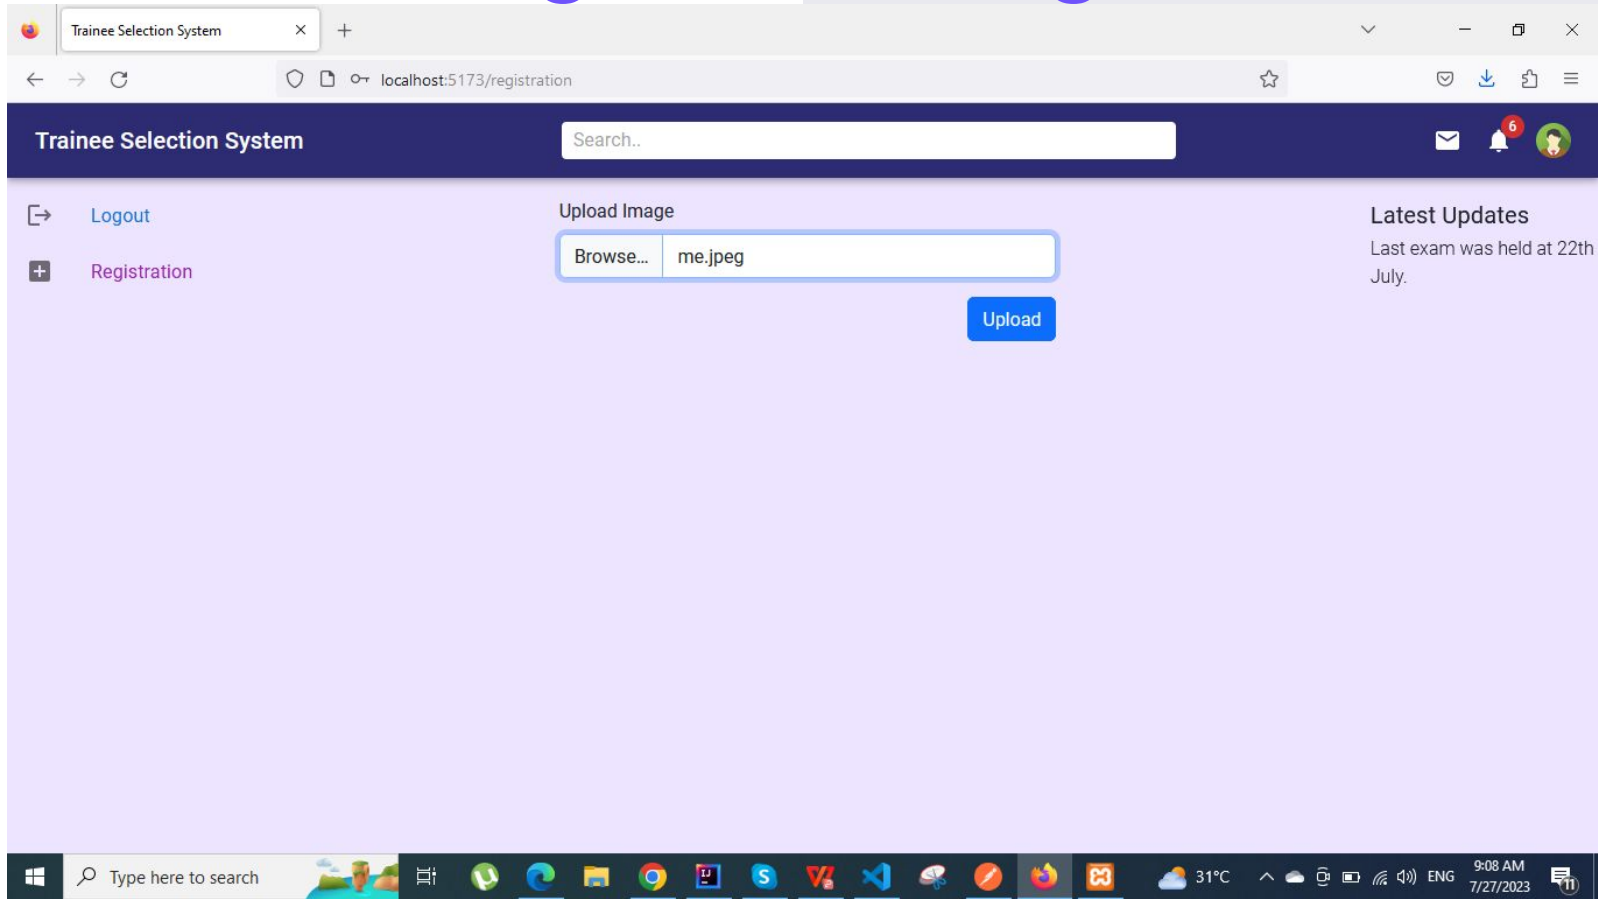 Trainee Selection System
localhost:5173/registration
Trainee Selection System
Search..
6
Logout
Registration
Upload Image
Browse...
me.jpeg
Upload
Latest Updates
Last exam was held at 22th
July.
Type here to search
31°C
ENG
9:08 AM
7/27/2023
11